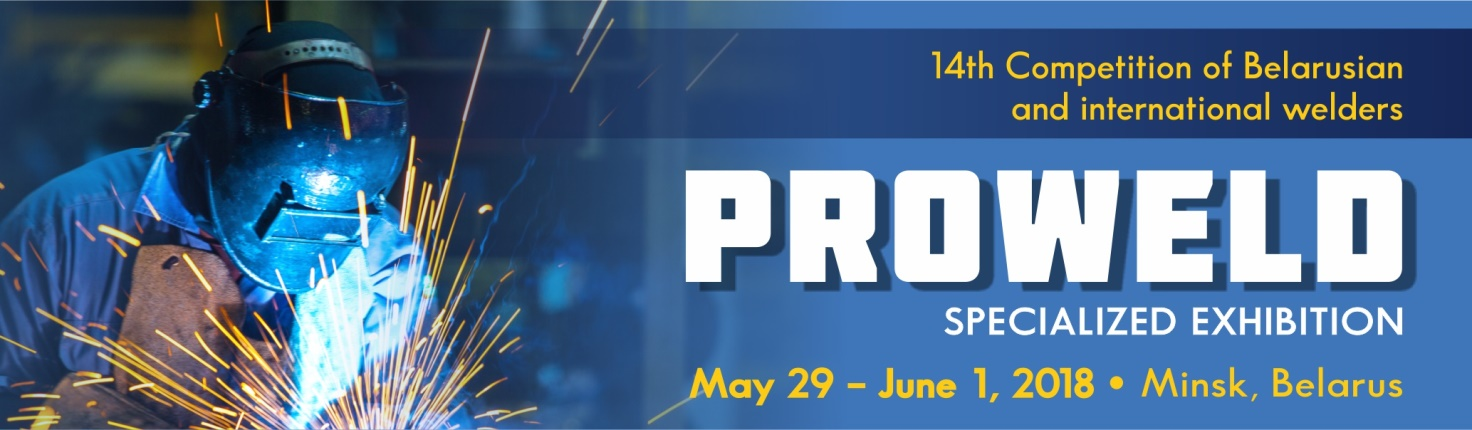 14th Competition of Belarusian
and international welders
PROWELD
SPECIALIZED EXHIBITION
May 29 – June 1, 2018 • Minsk, Belarus